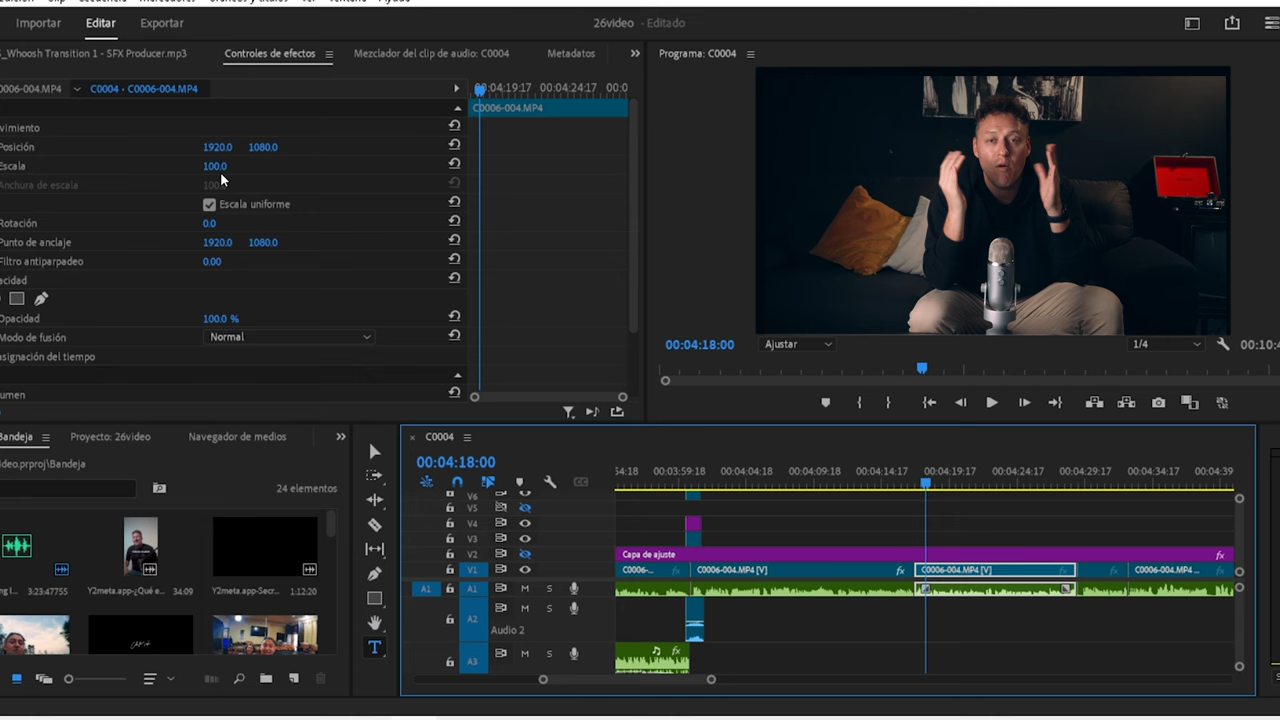 Importar Editar Exportar 26video - Editado
_Whoosh Transition 1 - SFX Producer.mp3 Controles de efectos Mezclador del clip de audio: C0004 Metadatos Programa: C0004
0006-004.MP4 C0004 • C0006-004.MP4 00:04:19:17 00:04:24:17 00:0
C0006-004.MP4
vimiento
Posición 1920.0 1080.0
Escala 100.0
Anchura de escala 100
Escala uniforme
Rotación 0.0
Punto de anclaje 1920.0 1080.0
Filtro antiparpadeo 0.00
acidad
Opacidad 100.0 %
Modo de fusión Normal
asignación del tiempo
umen
00:04:18:00 Ajustar 1/4 00:10:4
Bandeja Proyecto: 26video Navegador de medios
ideo.prproj\Bandeja
24 elementos
ing l... 3:23:47755 Y2meta.app-¿Qué e... 34:09 Y2meta.app-Secr... 1:12:20
C0004
00:04:18:00
54:18 00:03:59:18 00:04:04:18 00:04:09:18 00:04:14:17 00:04:19:17 00:04:24:17 00:04:29:17 00:04:34:17 00:04:39
V6
V5
V4
V3
V2 Capa de ajuste fx
V1 C0006-... fx C0006-004.MP4 [V] fx C0006-004.MP4 [V] fx fx C0006-004.MP4 ... fx
A1 A1 M S
A2 M S
Audio 2
A3 M S fx